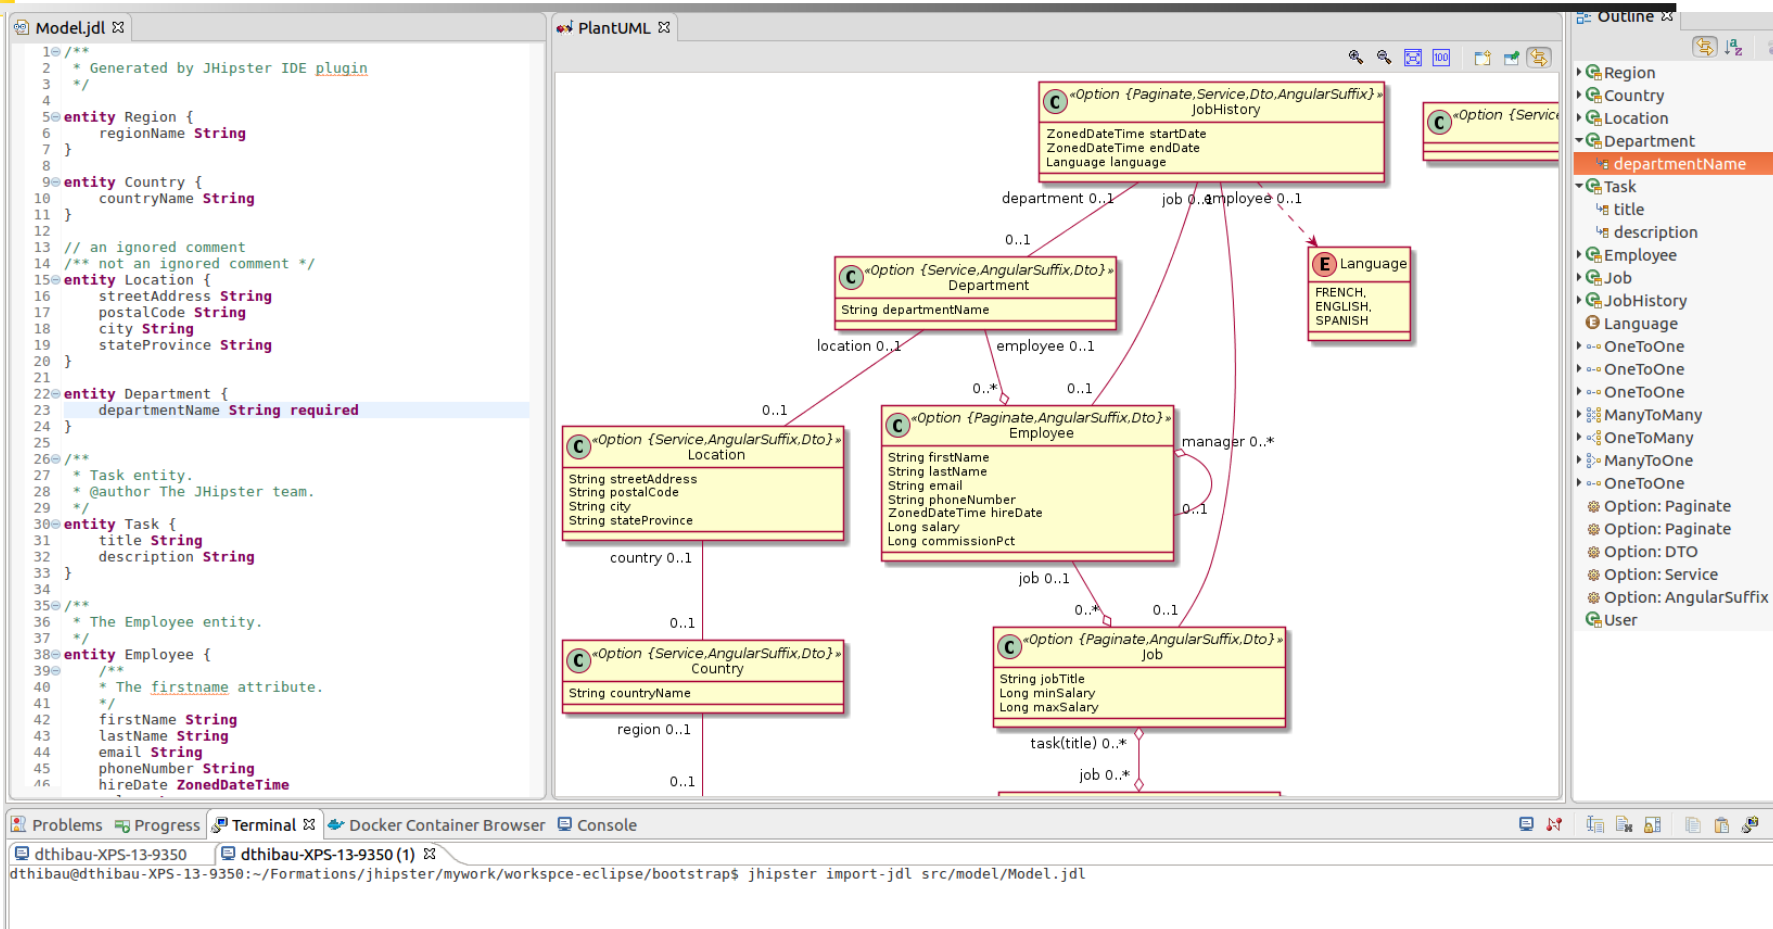 Model.jdl
1 /**
2 * Generated by JHipster IDE plugin
3 */
4
5 entity Region {
6 regionName String
7 }
8
9 entity Country {
10 countryName String
11 }
12
13 // an ignored comment
14 /** not an ignored comment */
15 entity Location {
16 streetAddress String
17 postalCode String
18 city String
19 stateProvince String
20 }
21
22 entity Department {
23 departmentName String required
24 }
25
26 /**
27 * Task entity.
28 * @author The JHipster team.
29 */
30 entity Task {
31 title String
32 description String
33 }
34
35 /**
36 * The Employee entity.
37 */
38 entity Employee {
39 /**
40 * The firstname attribute.
41 */
42 firstName String
43 lastName String
44 email String
45 phoneNumber String
46 hireDate ZonedDateTime
PlantUML
100
C «Option {Paginate,Service,Dto,AngularSuffix}»
JobHistory
ZonedDateTime startDate
ZonedDateTime endDate
Language language
C «Option {Service
department 0..1
job 0..1
employee 0..1
0..1
E Language
FRENCH,
ENGLISH,
SPANISH
C «Option {Service,AngularSuffix,Dto}»
Department
String departmentName
location 0..1
employee 0..1
0..*
0..1
0..1
C «Option {Service,AngularSuffix,Dto}»
Location
String streetAddress
String postalCode
String city
String stateProvince
C «Option {Paginate,AngularSuffix,Dto}»
Employee
String firstName
String lastName
String email
String phoneNumber
ZonedDateTime hireDate
Long salary
Long commissionPct
manager 0..*
0..1
country 0..1
0..1
job 0..1
0..*
0..1
C «Option {Service,AngularSuffix,Dto}»
Country
String countryName
C «Option {Paginate,AngularSuffix,Dto}»
Job
String jobTitle
Long minSalary
Long maxSalary
region 0..1
0..1
task(title) 0..*
job 0..*
Outline
Region
Country
Location
Department
departmentName
Task
title
description
Employee
Job
JobHistory
Language
OneToOne
OneToOne
OneToOne
ManyToMany
OneToMany
ManyToOne
OneToOne
Option: Paginate
Option: Paginate
Option: DTO
Option: Service
Option: AngularSuffix
User
Problems Progress Terminal Docker Container Browser Console
dthibau-XPS-13-9350 dthibau-XPS-13-9350 (1)
dthibau@dthibau-XPS-13-9350:~/Formations/jhipster/mywork/workspce-eclipse/bootstrap$ jhipster import-jdl src/model/Model.jdl